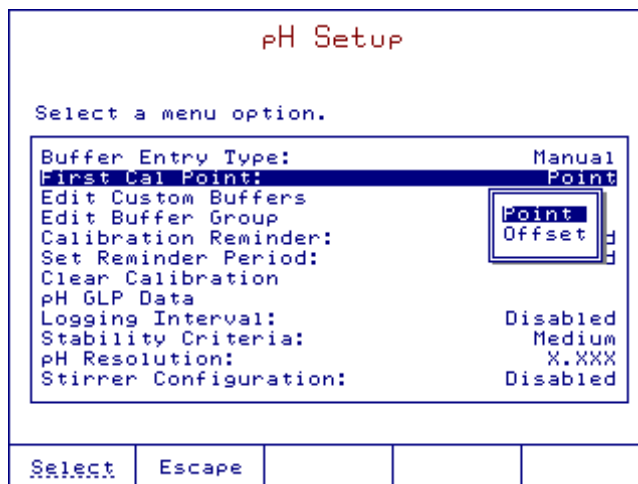 pH Setup
Select a menu option.
Buffer Entry Type: Manual
First Cal Point: Point
Edit Custom Buffers
Edit Buffer Group
Point
Calibration Reminder:
Offset
Set Reminder Period:
Clear Calibration
pH GLP Data
Logging Interval: Disabled
Stability Criteria: Medium
pH Resolution: X.XXX
Stirrer Configuration: Disabled
Select Escape